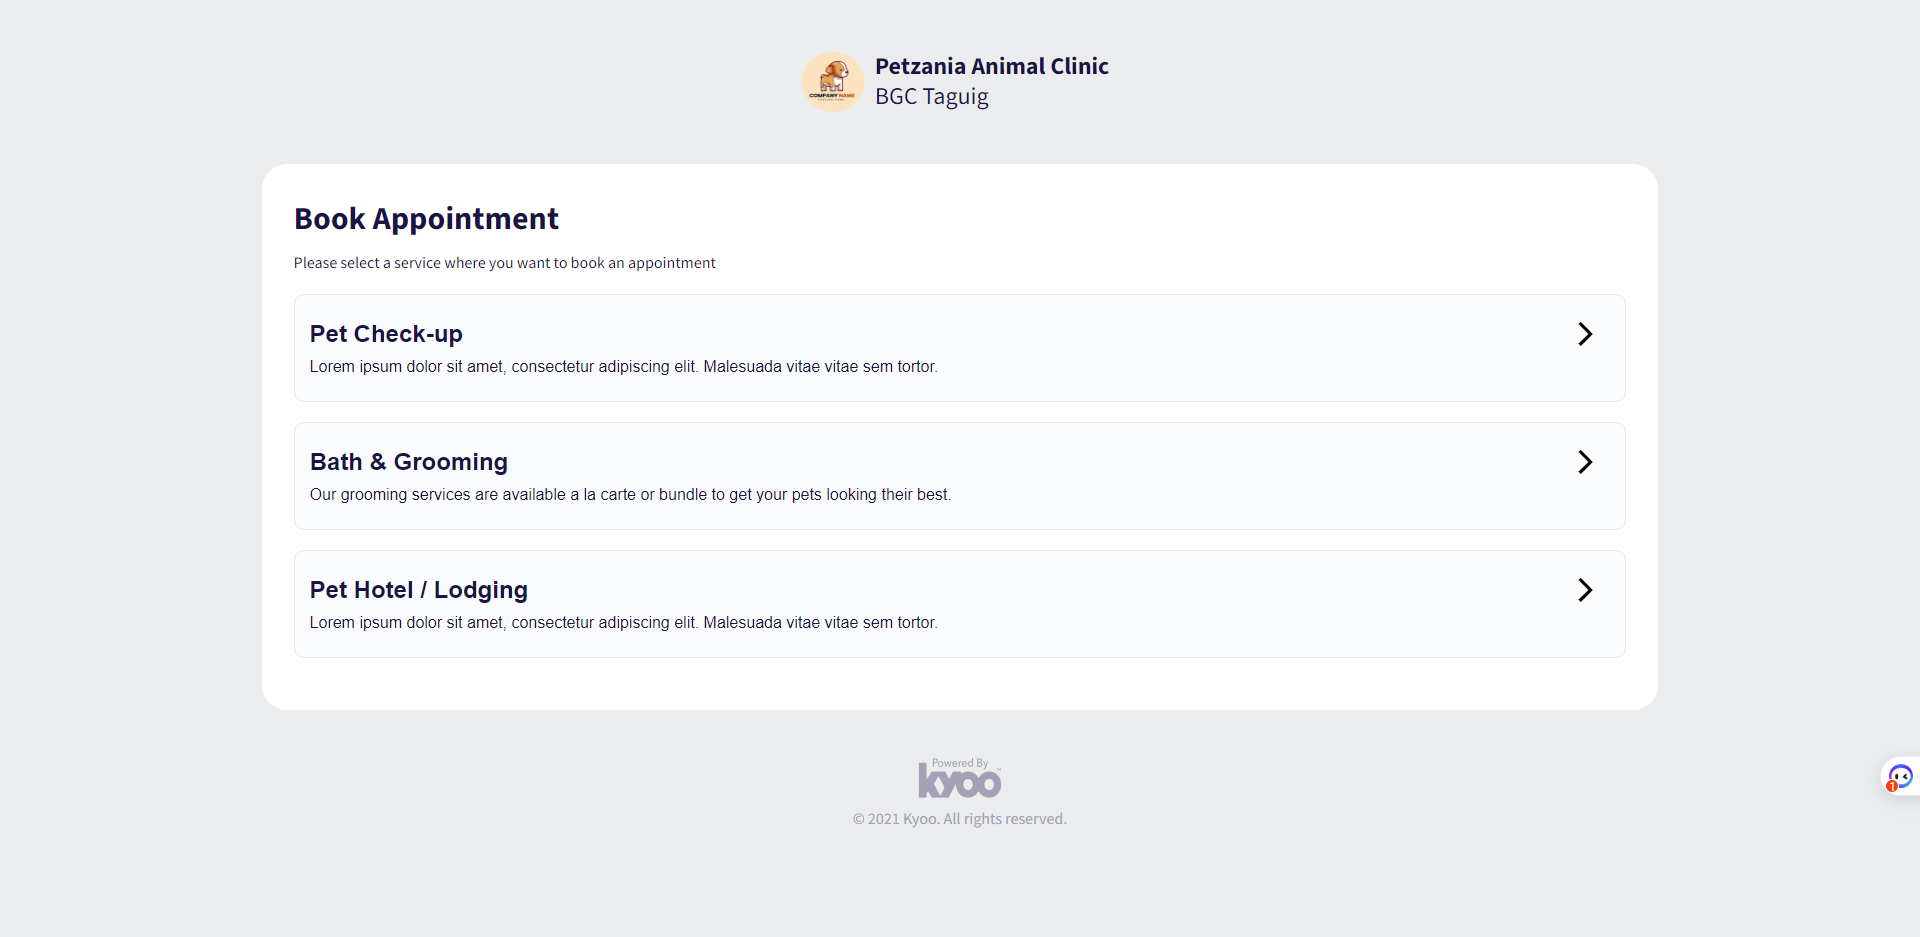 COMPANY NAME
Petzania Animal Clinic
BGC Taguig
Book Appointment
Please select a service where you want to book an appointment
Pet Check-up
Lorem ipsum dolor sit amet, consectetur adipiscing elit. Malesuada vitae vitae sem tortor.
Bath & Grooming
Our grooming services are available a la carte or bundle to get your pets looking their best.
Pet Hotel / Lodging
Lorem ipsum dolor sit amet, consectetur adipiscing elit. Malesuada vitae vitae sem tortor.
Powered By
kyoo
© 2021 Kyoo. All rights reserved.
1